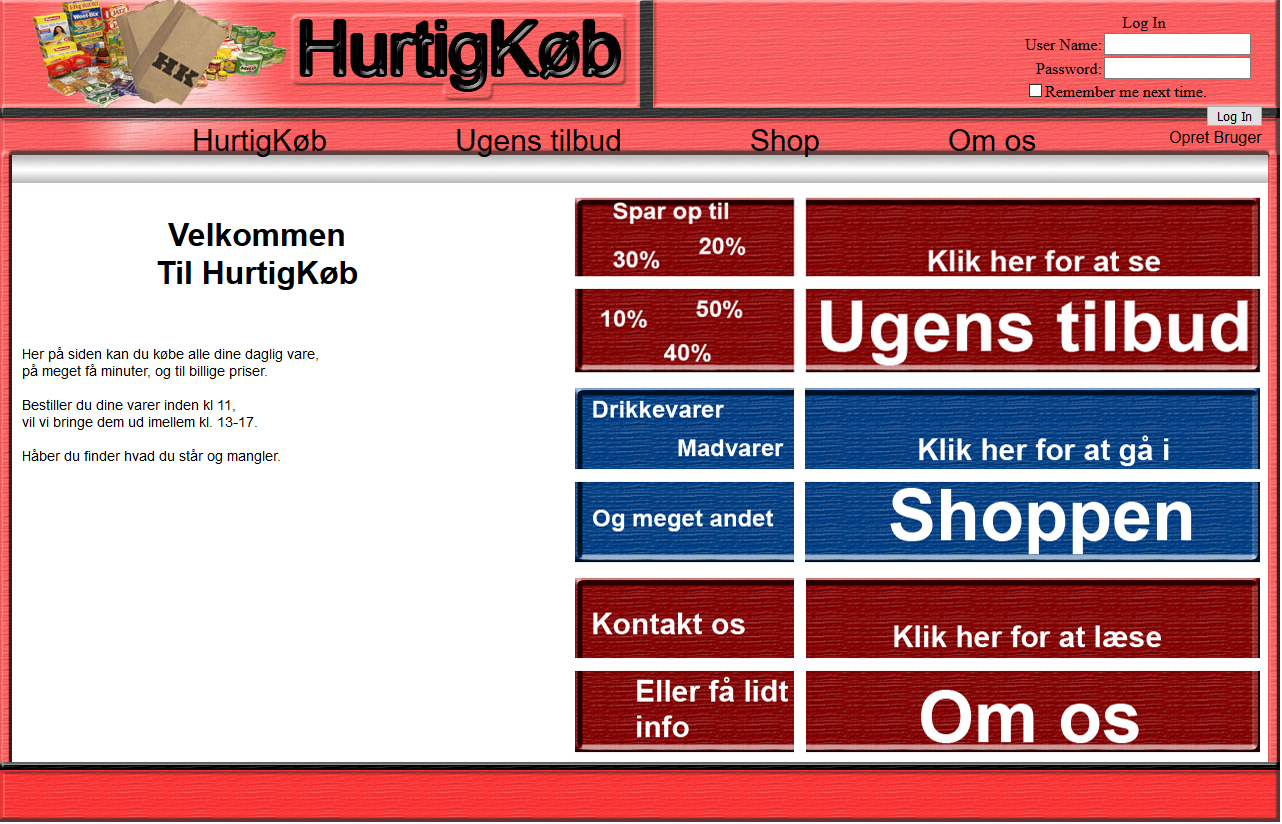 HK
HurtigKøb
Log In
User Name:
Password:
Remember me next time.
Log In
Opret Bruger
HurtigKøb Ugens tilbud Shop Om os
Velkommen
Til HurtigKøb
Her på siden kan du købe alle dine daglig vare,
på meget få minuter, og til billige priser.
Bestiller du dine varer inden kl 11,
vil vi bringe dem ud imellem kl. 13-17.
Håber du finder hvad du står og mangler.
Spar op til
20%
30%
50%
10%
40%
Klik her for at se
Ugens tilbud
Drikkevarer
Madvarer
Og meget andet
Klik her for at gå i
Shoppen
Kontakt os
Eller få lidt
info
Klik her for at læse
Om os